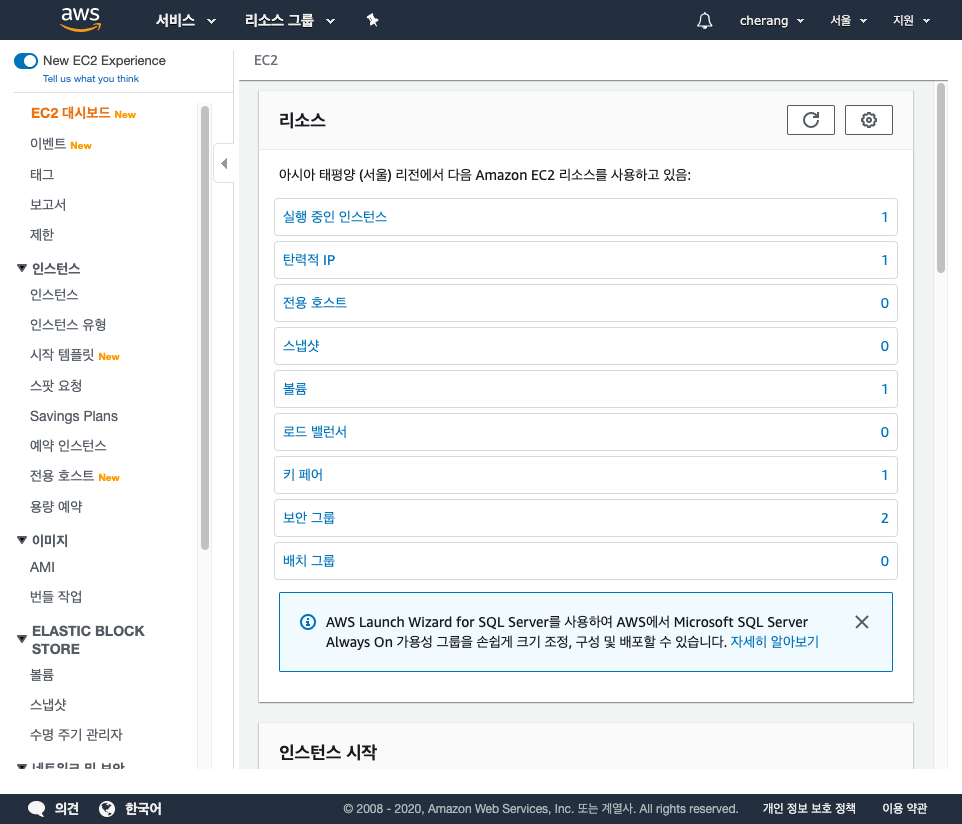 aws
서비스
리소스 그룹
cherang
서울
지원
New EC2 Experience
Tell us what you think
EC2 대시보드 New
이벤트 New
태그
보고서
제한
인스턴스
인스턴스
인스턴스 유형
시작 템플릿 New
스팟 요청
Savings Plans
예약 인스턴스
전용 호스트 New
용량 예약
이미지
AMI
번들 작업
ELASTIC BLOCK
STORE
볼륨
스냅샷
수명 주기 관리자
네트워크 및 보안
EC2
리소스
아시아 태평양 (서울) 리전에서 다음 Amazon EC2 리소스를 사용하고 있음:
실행 중인 인스턴스 1
탄력적 IP 1
전용 호스트 0
스냅샷 0
볼륨 1
로드 밸런서 0
키 페어 1
보안 그룹 2
배치 그룹 0
AWS Launch Wizard for SQL Server를 사용하여 AWS에서 Microsoft SQL Server
Always On 가용성 그룹을 손쉽게 크기 조정, 구성 및 배포할 수 있습니다. 자세히 알아보기
인스턴스 시작
의견
한국어
© 2008 - 2020, Amazon Web Services, Inc. 또는 계열사. All rights reserved.
개인 정보 보호 정책
이용 약관